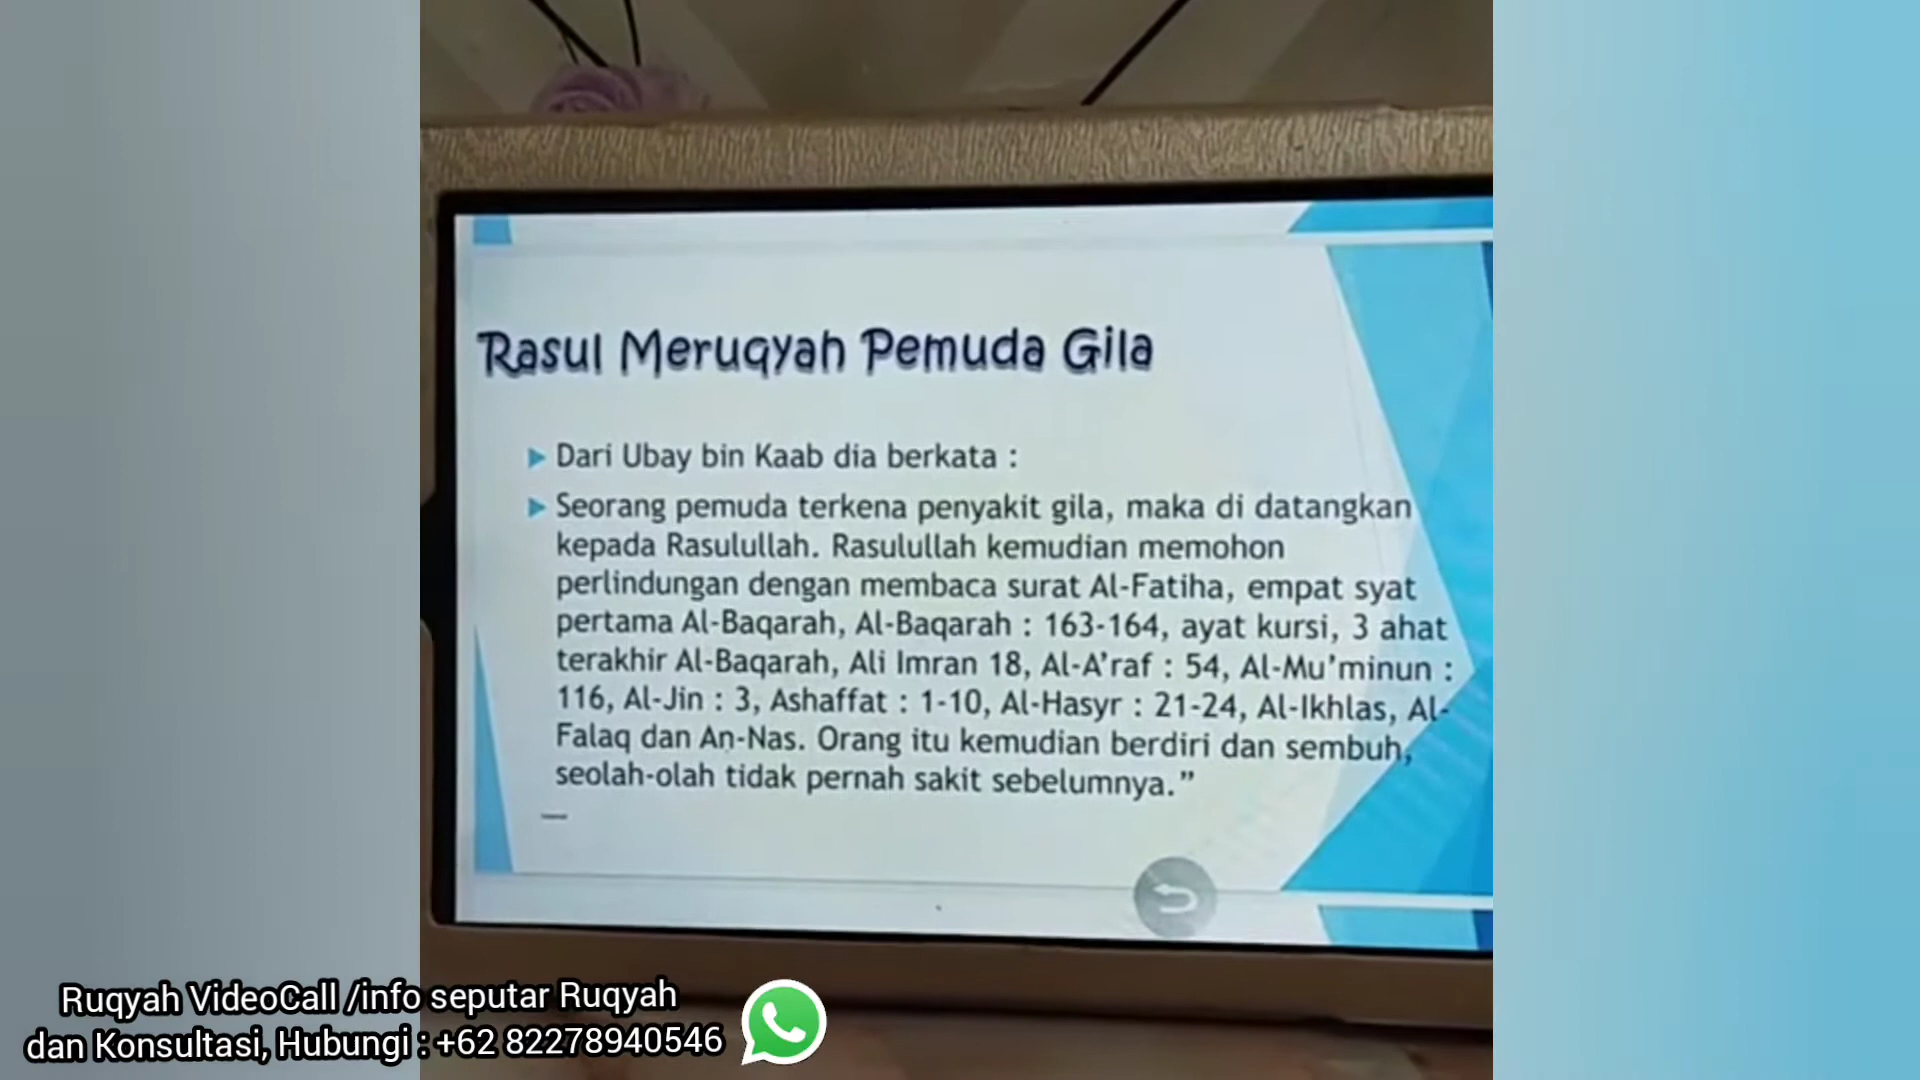 Rasul Meruqyah Pemuda Gila
Dari Ubay bin Kaab dia berkata :
Seorang pemuda terkena penyakit gila, maka di datangkan
kepada Rasulullah. Rasulullah kemudian memohon
perlindungan dengan membaca surat Al-Fatiha, empat syat
pertama Al-Baqarah, Al-Baqarah : 163-164, ayat kursi, 3 ahat
terakhir Al-Baqarah, Ali Imran 18, Al-A’raf : 54, Al-Mu’minun :
116, Al-Jin : 3, Ashaffat : 1-10, Al-Hasyr : 21-24, Al-Ikhlas, Al-
Falaq dan An-Nas. Orang itu kemudian berdiri dan sembuh,
seolah-olah tidak pernah sakit sebelumnya.”
Ruqyah VideoCall /info seputar Ruqyah
dan Konsultasi, Hubungi : +62 82278940546